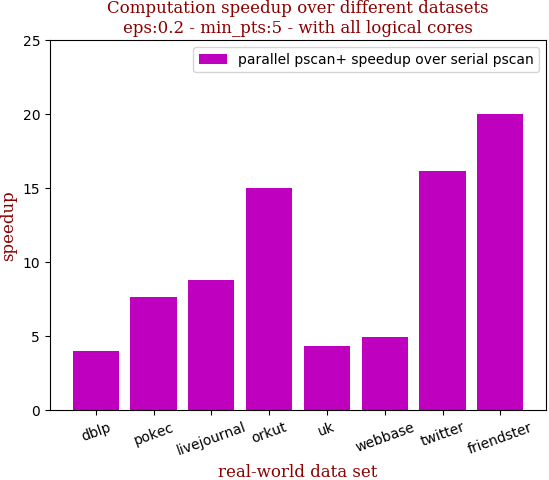 Computation speedup over different datasets
eps:0.2 - min_pts:5 - with all logical cores
parallel pscan+ speedup over serial pscan
speedup
25
20
15
10
5
0
dblp
pokec
livejournal
orkut
uk
webbase
twitter
friendster
real-world data set